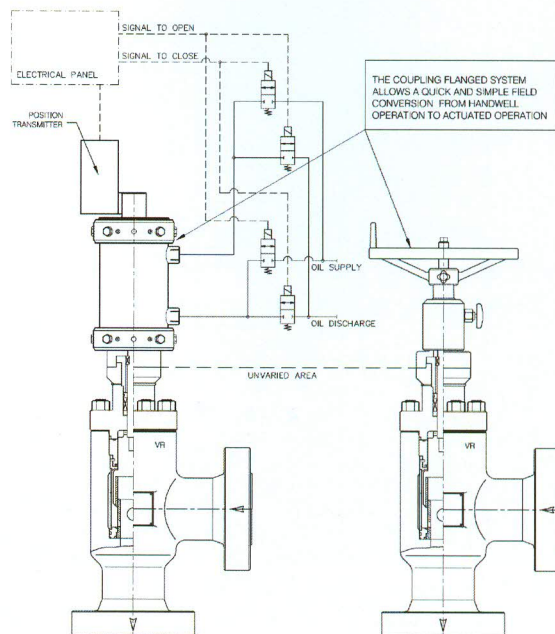 SIGNAL TO OPEN
SIGNAL TO CLOSE
ELECTRICAL PANEL
POSITION
TRANSMITTER
THE COUPLING FLANGED SYSTEM
ALLOWS A QUICK AND SIMPLE FIELD
CONVERSION FROM HANDWELL
OPERATION TO ACTUATED OPERATION
OIL SUPPLY
OIL DISCHARGE
UNVARIED AREA
VR
VR